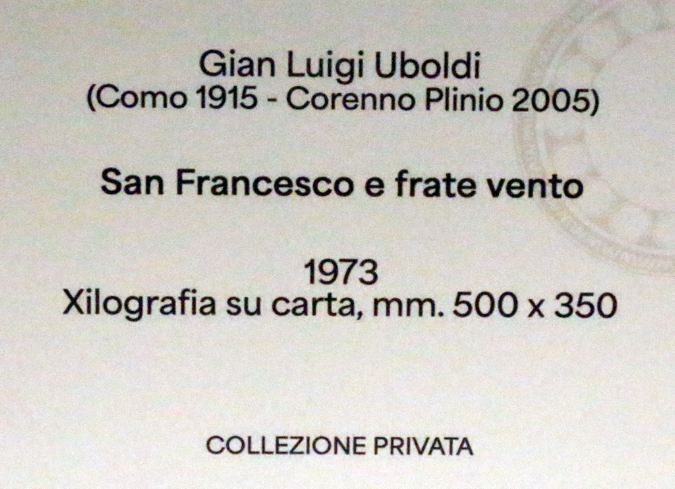 Gian Luigi Uboldi
(Como 1915 - Corenno Plinio 2005)
San Francesco e frate vento
1973
Xilografia su carta, mm. 500 x 350
COLLEZIONE PRIVATA